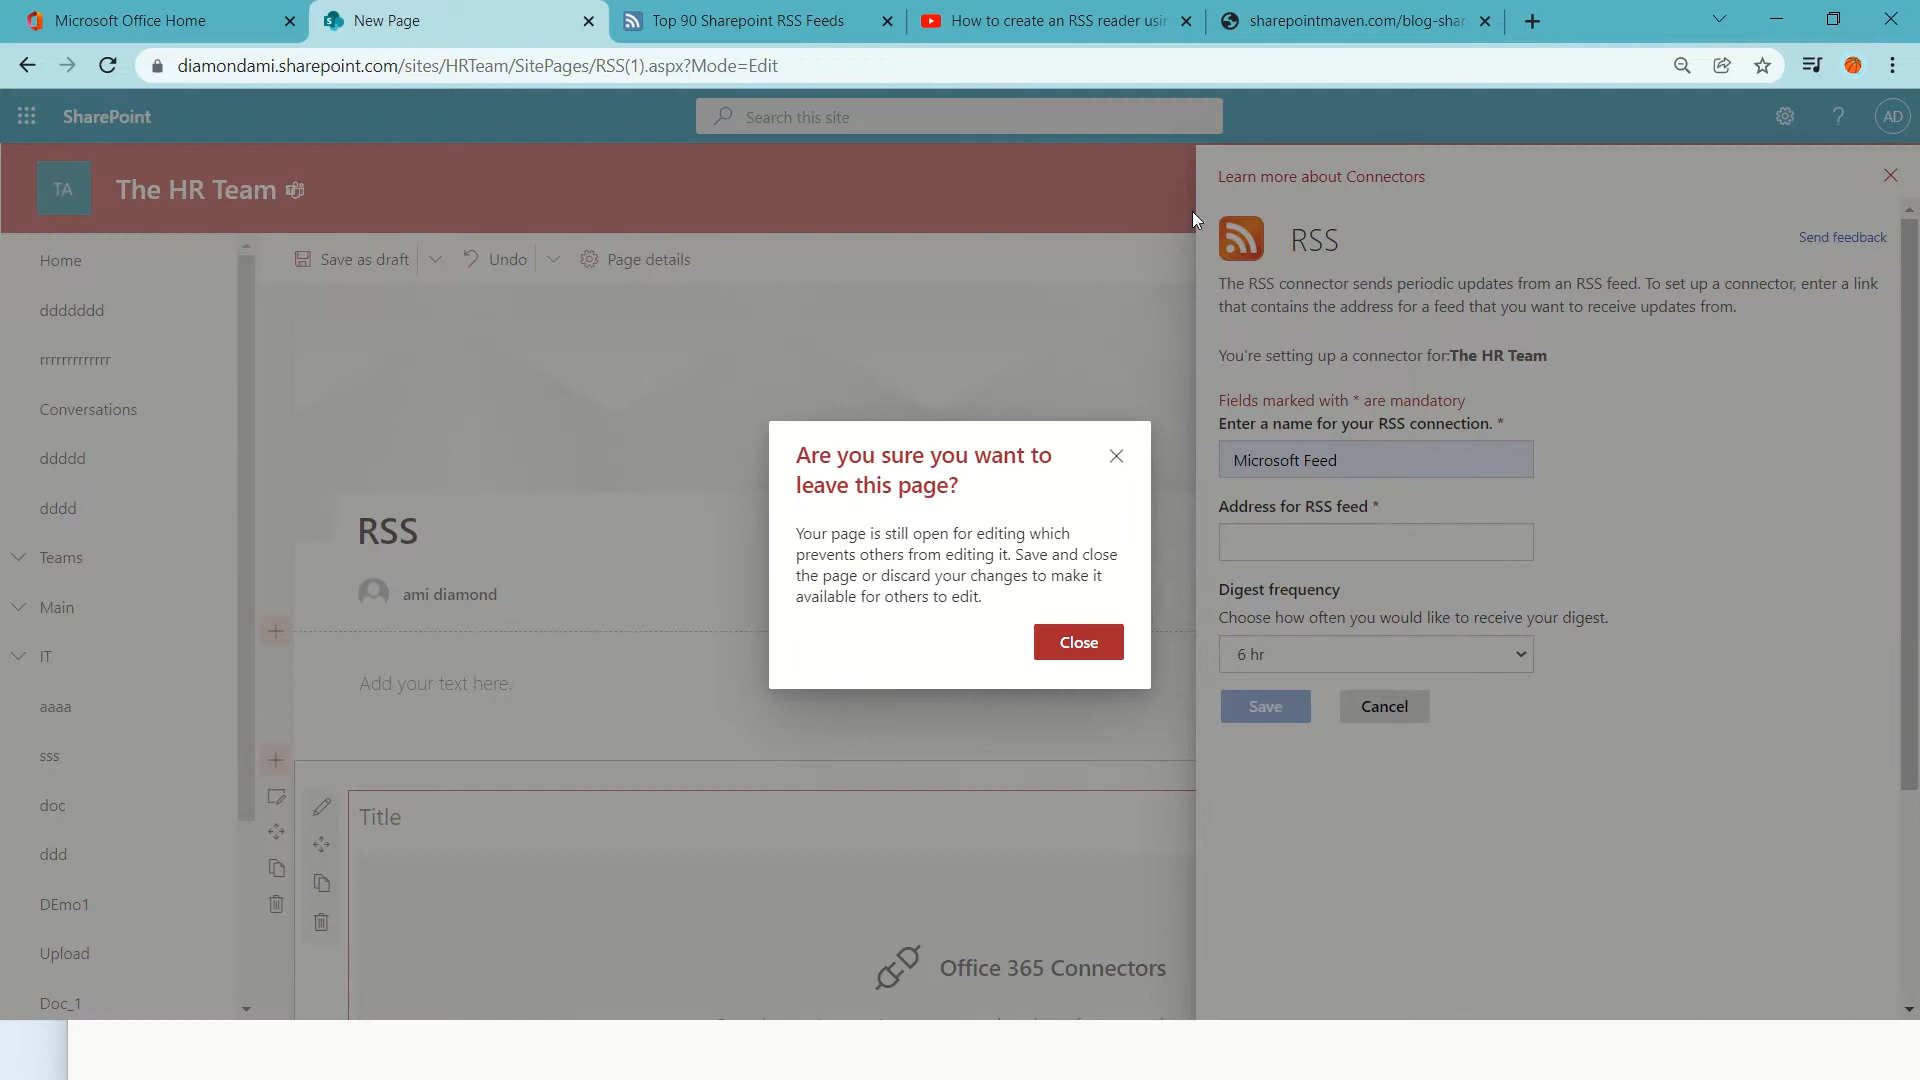 Microsoft Office Home
New Page
Top 90 Sharepoint RSS Feeds
How to create an RSS reader usin
sharepointmaven.com/blog-shar
diamondami.sharepoint.com/sites/HRTeam/SitePages/RSS(1).aspx?Mode=Edit
SharePoint
Search this site
?
AD
TA
The HR Team
Learn more about Connectors
RSS
Send feedback
The RSS connector sends periodic updates from an RSS feed. To set up a connector, enter a link
that contains the address for a feed that you want to receive updates from.
You're setting up a connector for:The HR Team
Fields marked with * are mandatory
Enter a name for your RSS connection. *
Microsoft Feed
Address for RSS feed *
Digest frequency
Choose how often you would like to receive your digest.
6 hr
Save
Cancel
Home
ddddddd
rrrrrrrrrrrrr
Conversations
ddddd
dddd
Teams
Main
IT
aaaa
sss
doc
ddd
DEmo1
Upload
Doc_1
Save as draft
Undo
Page details
RSS
ami diamond
Add your text here.
Title
Office 365 Connectors
Are you sure you want to
leave this page?
Your page is still open for editing which
prevents others from editing it. Save and close
the page or discard your changes to make it
available for others to edit.
Close